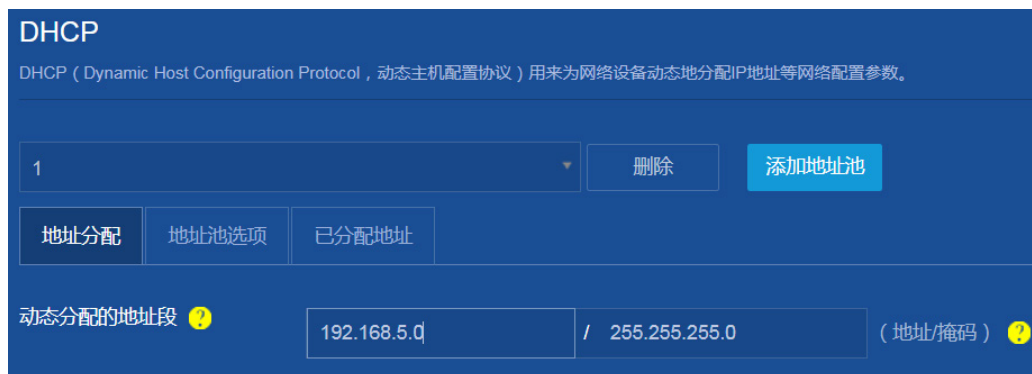 DHCP
DHCP（Dynamic Host Configuration Protocol，动态主机配置协议）用来为网络设备动态地分配IP地址等网络配置参数。
1 删除 添加地址池
地址分配 地址池选项 已分配地址
动态分配的地址段 ? 192.168.5.0 / 255.255.255.0 （地址/掩码） ?